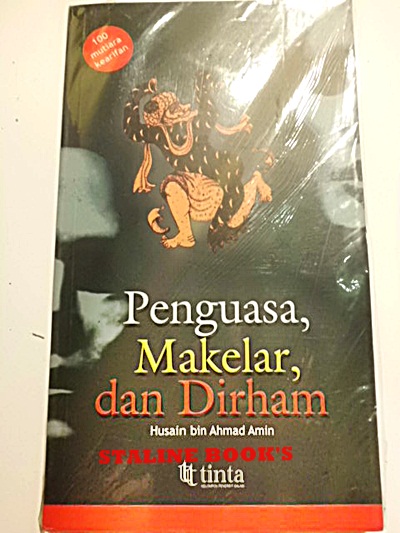 100
mutiara
kearifan
Penguasa,
Makelar,
dan Dirham
Husain bin Ahmad Amin
STALINE BOOK'S
tinta